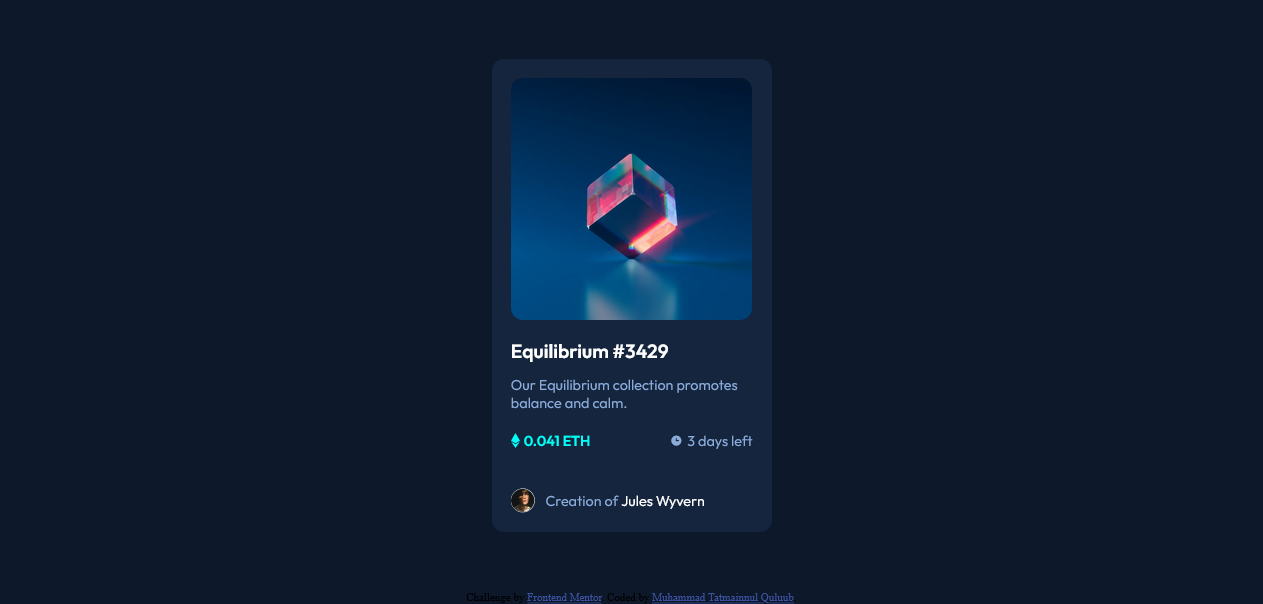 Equilibrium #3429
Our Equilibrium collection promotes
balance and calm.
0.041 ETH 3 days left
Creation of Jules Wyvern
Challenge by Frontend Mentor. Coded by Muhammad Tatmainnul Quluub